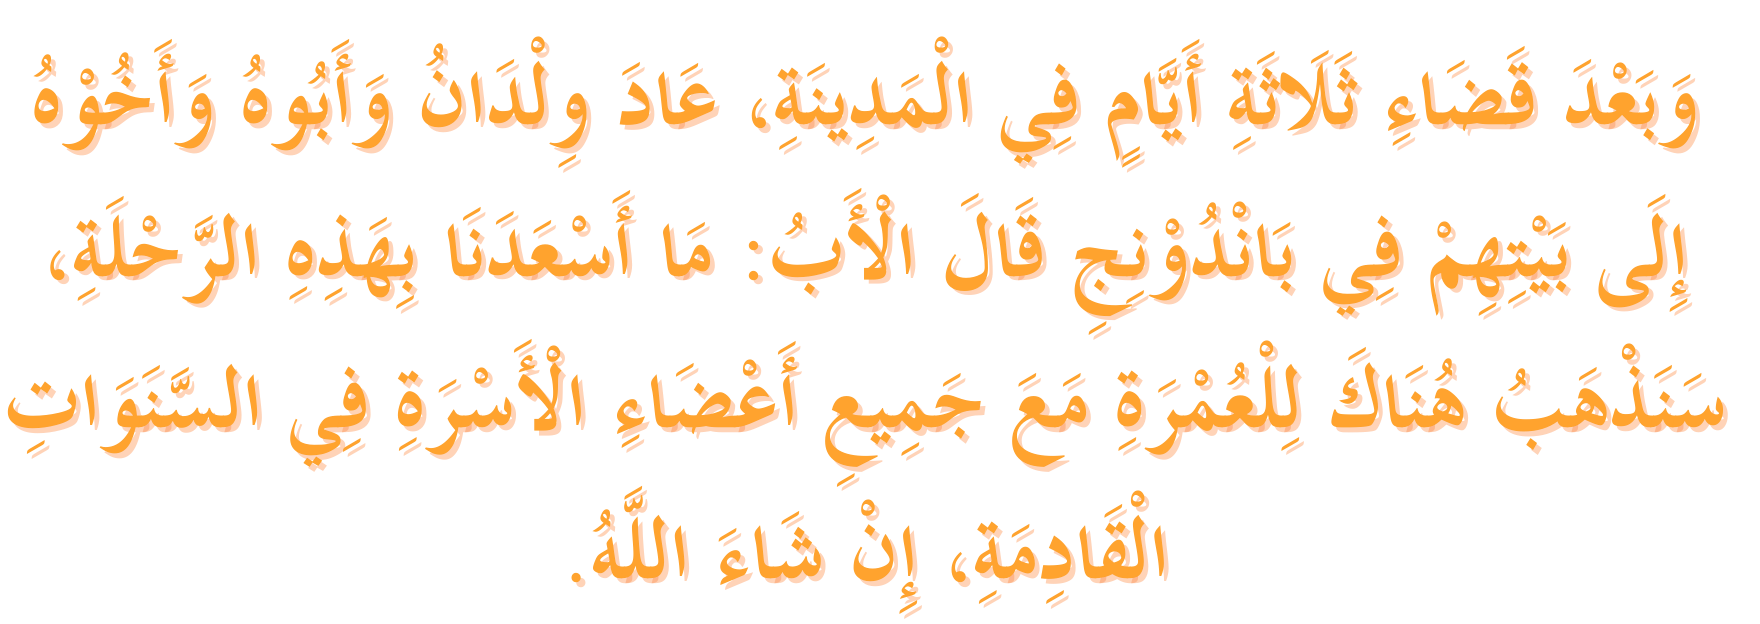 وَبَعْدَ قَضَاءِ ثَلَاثَةِ أَيَّامٍ فِي الْمَدِينَةِ، عَادَ وِلْدَانُ وَأَبُوهُ وَأَخُوْهُ
إِلَى بَيْتِهِمْ فِي بَانْدُوْنِجِ قَالَ الْأَبُ: مَا أَسْعَدَنَا بِهَذِهِ الرَّحْلَةِ،
سَنَذْهَبُ هُنَاكَ لِلْعُمْرَةِ مَعَ جَمِيعِ أَعْضَاءِ الْأَسْرَةِ فِي السَّنَوَاتِ
الْقَادِمَةِ، إِنْ شَاءَ اللَّهُ.